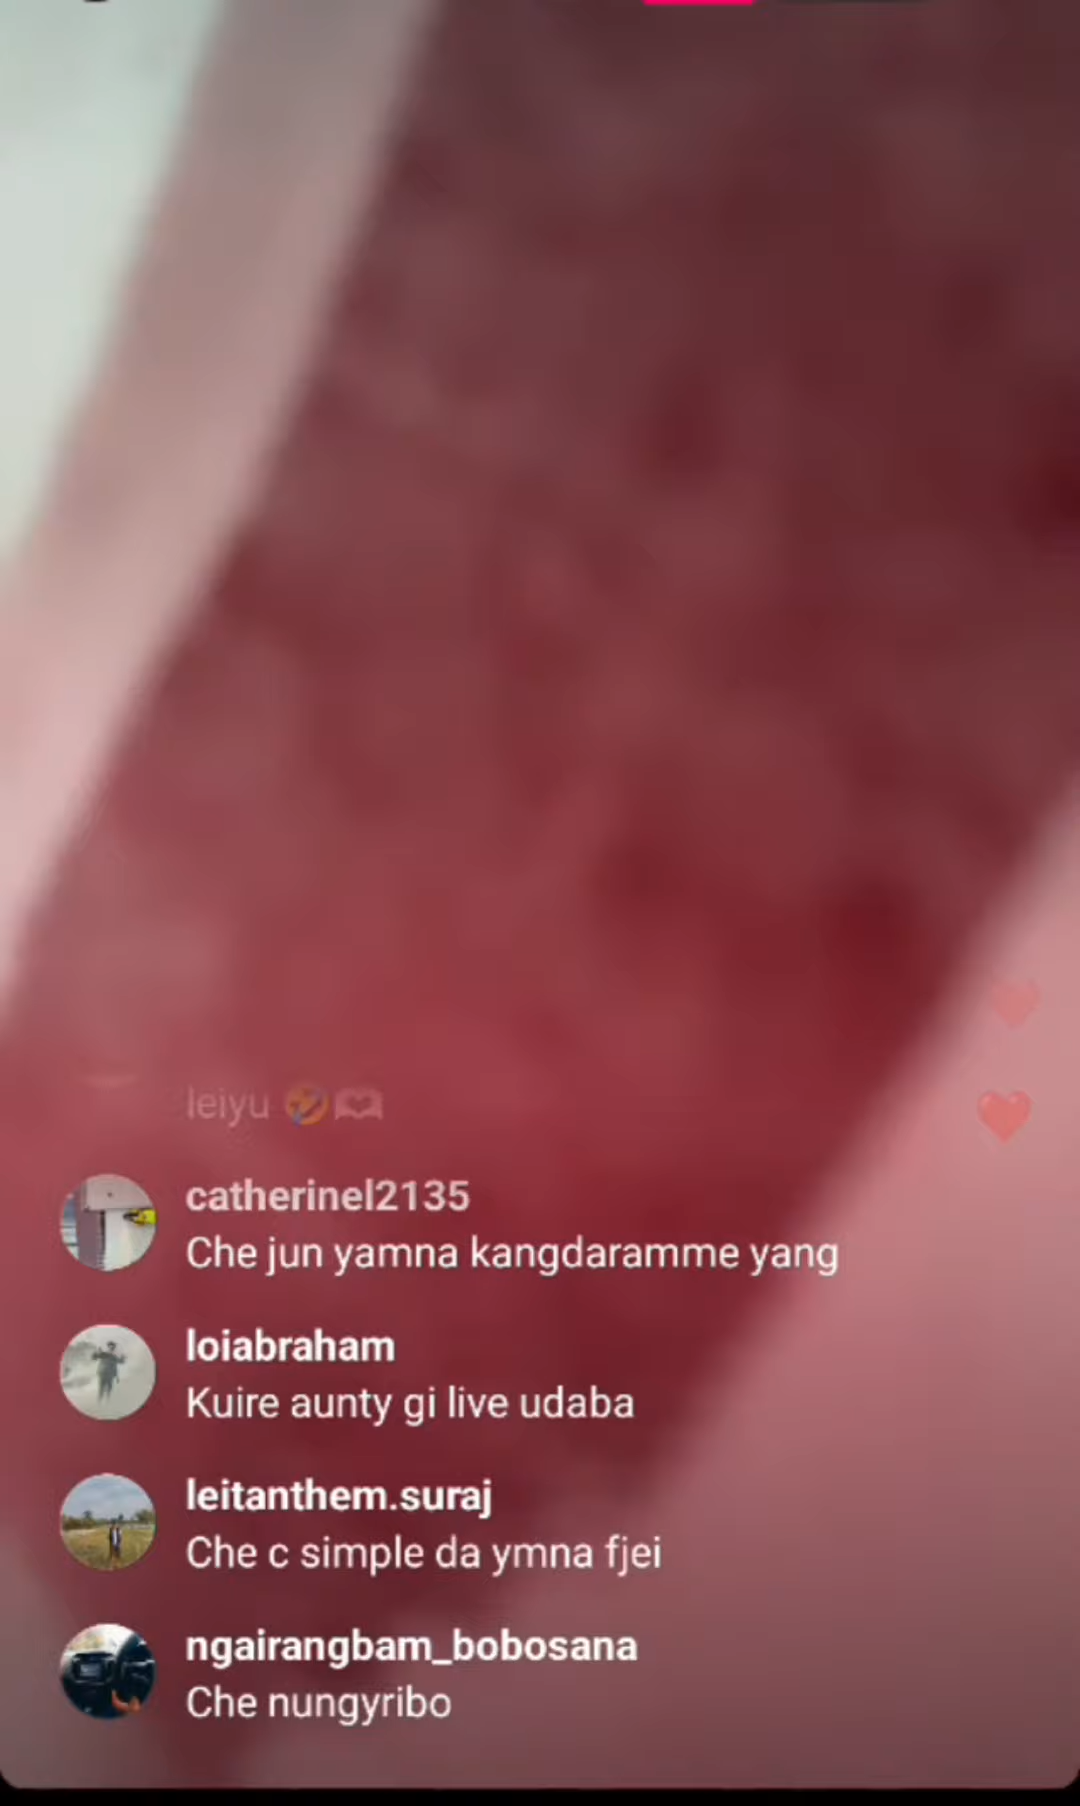 leiyu 🤣🫶
catherinel2135
Che jun yamna kangdaramme yang
loiabraham
Kuire aunty gi live udaba
leitanthem.suraj
Che c simple da ymna fjei
ngairangbam_bobosana
Che nungyribo